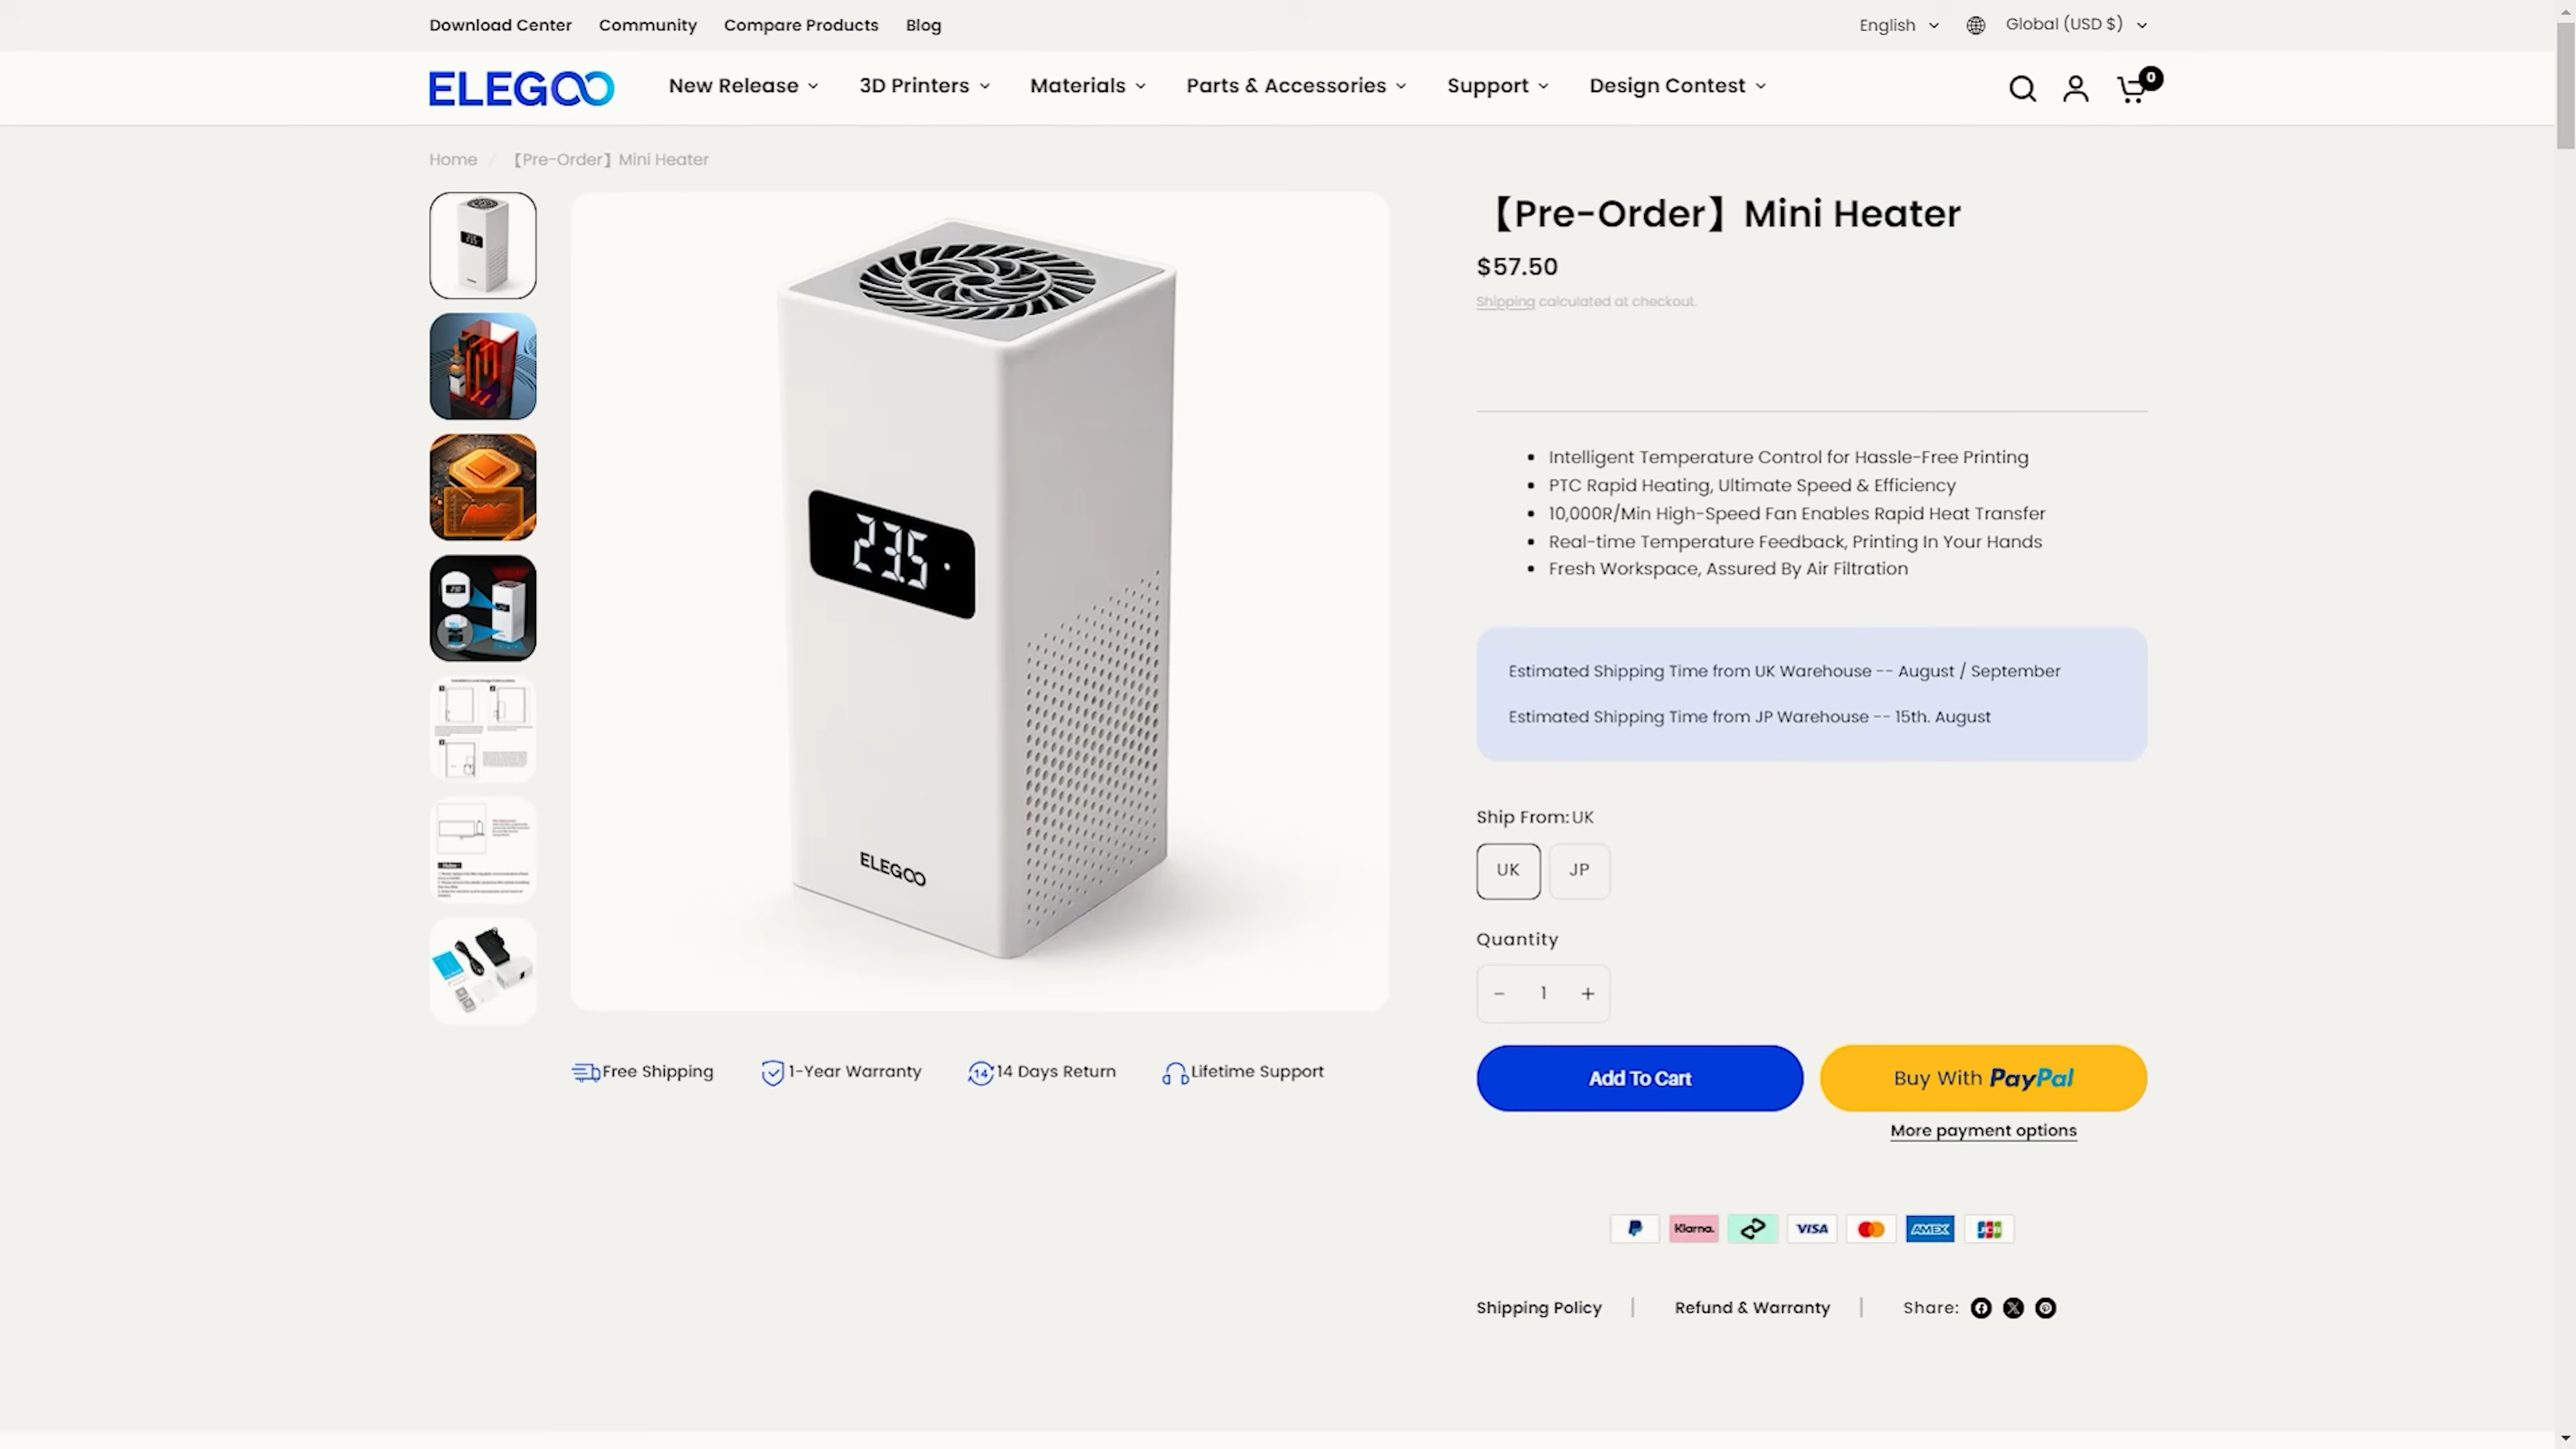 Download Center Community Compare Products Blog English Global (USD $)
ELEGOO New Release 3D Printers Materials Parts & Accessories Support Design Contest 0
Home / 【Pre-Order】Mini Heater
【Pre-Order】Mini Heater
$57.50
Shipping calculated at checkout.
Intelligent Temperature Control for Hassle-Free Printing
PTC Rapid Heating, Ultimate Speed & Efficiency
10,000R/Min High-Speed Fan Enables Rapid Heat Transfer
Real-time Temperature Feedback, Printing In Your Hands
Fresh Workspace, Assured By Air Filtration
23.5
ELEGOO
Estimated Shipping Time from UK Warehouse -- August / September
Estimated Shipping Time from JP Warehouse -- 15th. August
Ship From: UK
UK JP
Quantity
- 1 +
Free Shipping 1-Year Warranty 14 14 Days Return Lifetime Support
Add To Cart Buy With PayPal
More payment options
Klarna. VISA AMEX JCB
Shipping Policy | Refund & Warranty | Share: